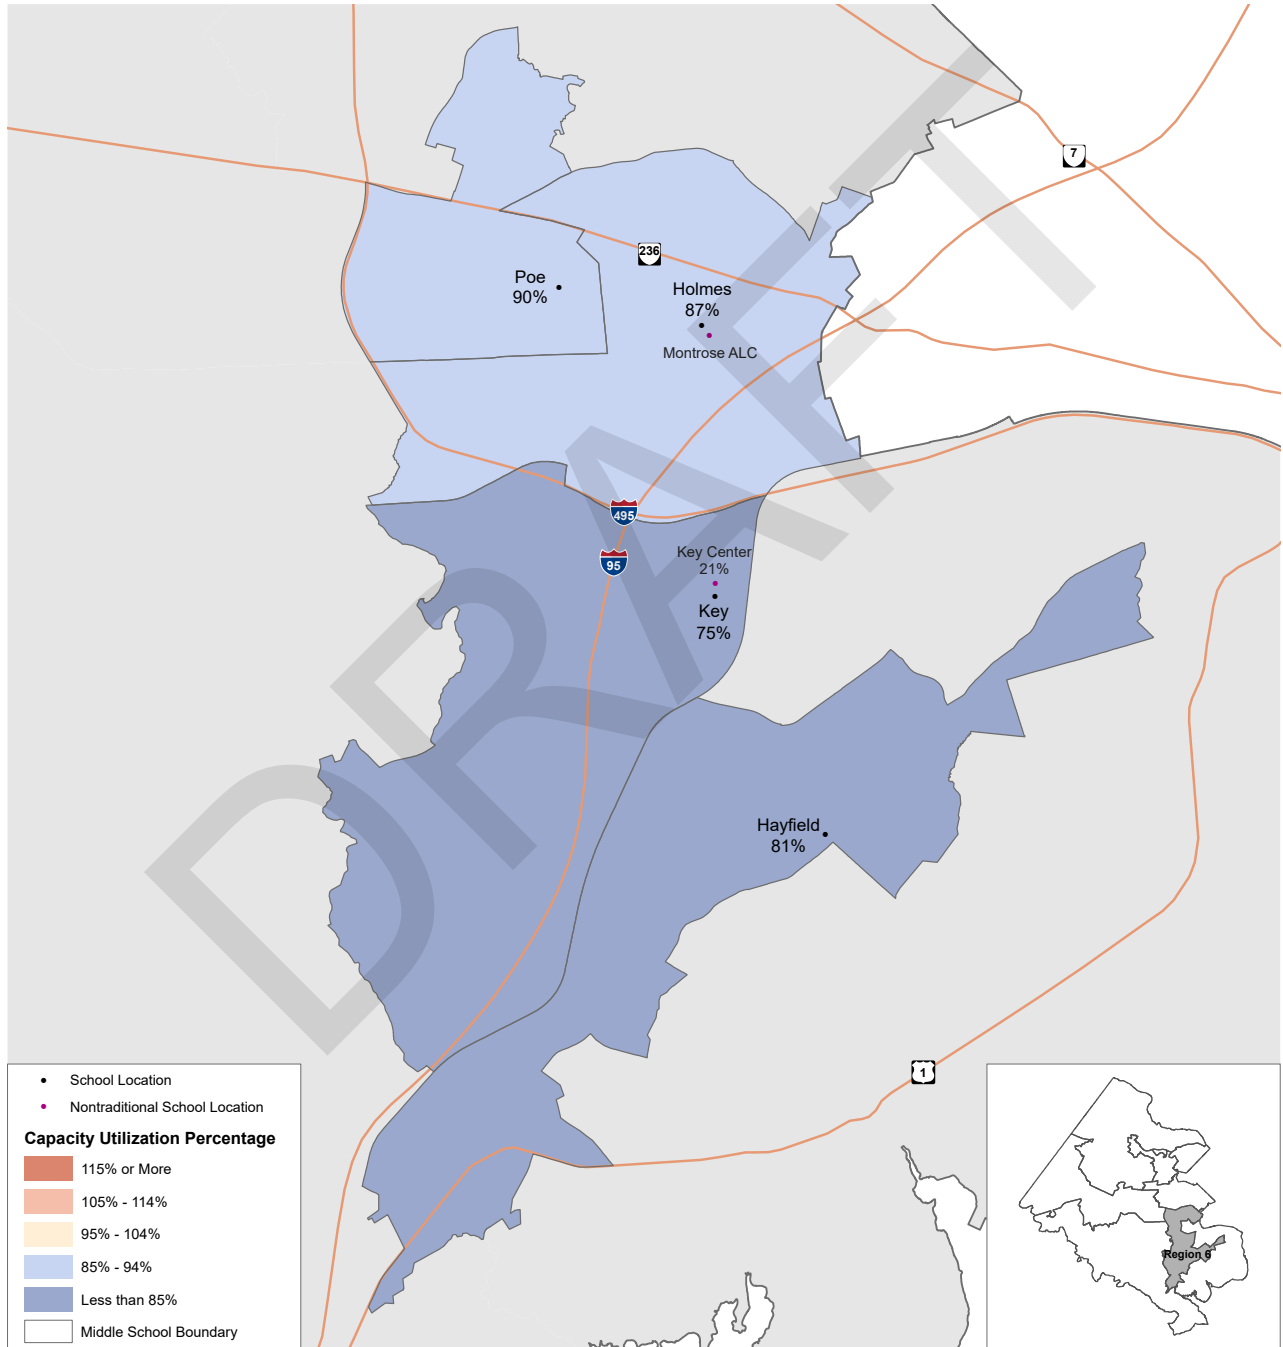 7
236
Poe
90%
Holmes
87%
Montrose ALC
495
95
Key Center
21%
Key
75%
Hayfield
81%
1
DRAFT
School Location
Nontraditional School Location
Capacity Utilization Percentage
115% or More
105% - 114%
95% - 104%
85% - 94%
Less than 85%
Middle School Boundary
Region 6